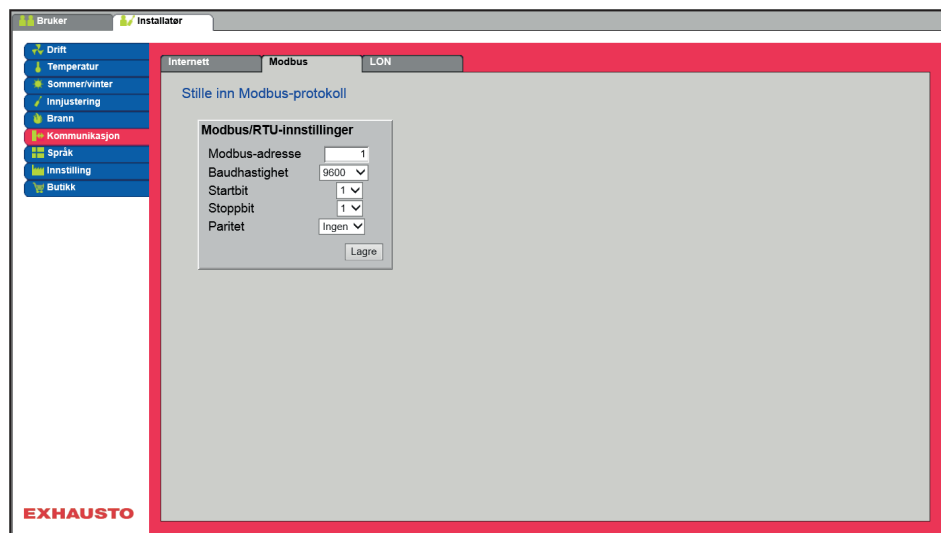 Bruker
Installatør
Drift
Temperatur
Sommer/vinter
Innjustering
Brann
Kommunikasjon
Språk
Innstilling
Butikk
Internett
Modbus
LON
Stille inn Modbus-protokoll
Modbus/RTU-innstillinger
Modbus-adresse 1
Baudhastighet 9600
Startbit 1
Stoppbit 1
Paritet Ingen
Lagre
EXHAUSTO